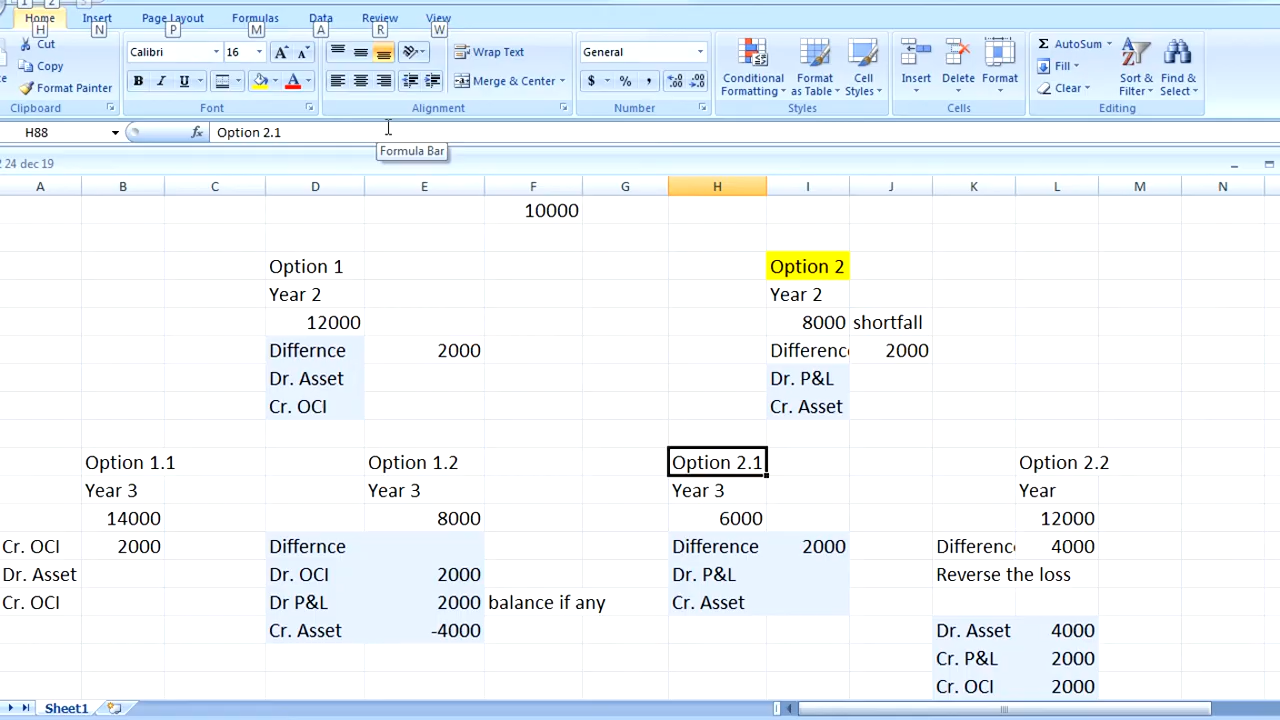 1 2 3
Home Insert Page Layout Formulas Data Review View
H N P M A R W
Cut
Copy
Format Painter
Clipboard
Calibri 16 A A
B I U A
Font
Wrap Text
Merge & Center
Alignment
General
$ % ,
Number
Conditional Formatting
Format as Table
Cell Styles
Styles
Insert Delete Format
Cells
Σ AutoSum
Fill
Clear
Sort & Filter
Find & Select
Editing
H88 fx Option 2.1
Formula Bar
2 24 dec 19
A B C D E F G H I J K L M N
10000
Option 1 Option 2
Year 2 Year 2
12000 8000 shortfall
Differnce 2000 Differenc 2000
Dr. Asset Dr. P&L
Cr. OCI Cr. Asset
Option 1.1 Option 1.2 Option 2.1 Option 2.2
Year 3 Year 3 Year 3 Year
14000 8000 6000 12000
Cr. OCI 2000 Differnce Difference 2000 Differenc 4000
Dr. Asset Dr. OCI 2000 Dr. P&L Reverse the loss
Cr. OCI Dr P&L 2000 balance if any Cr. Asset
Cr. Asset -4000 Dr. Asset 4000
Cr. P&L 2000
Cr. OCI 2000
Sheet1